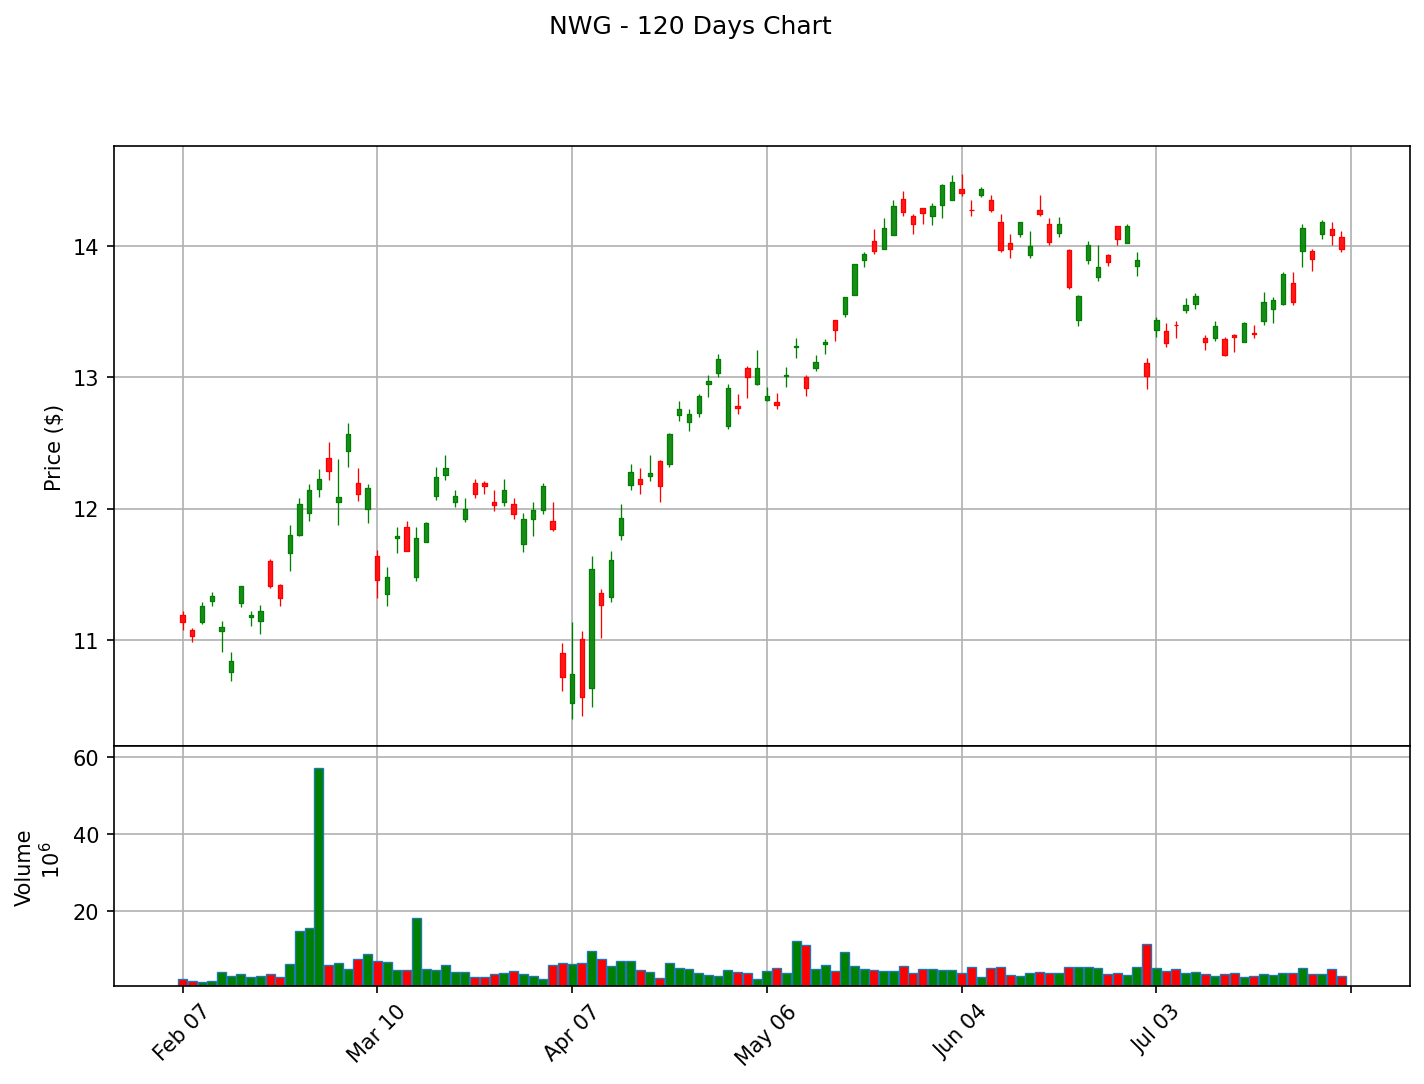 NWG - 120 Days Chart
Price ($)
14
13
12
11
Volume
10⁶
60
40
20
Feb 07
Mar 10
Apr 07
May 06
Jun 04
Jul 03